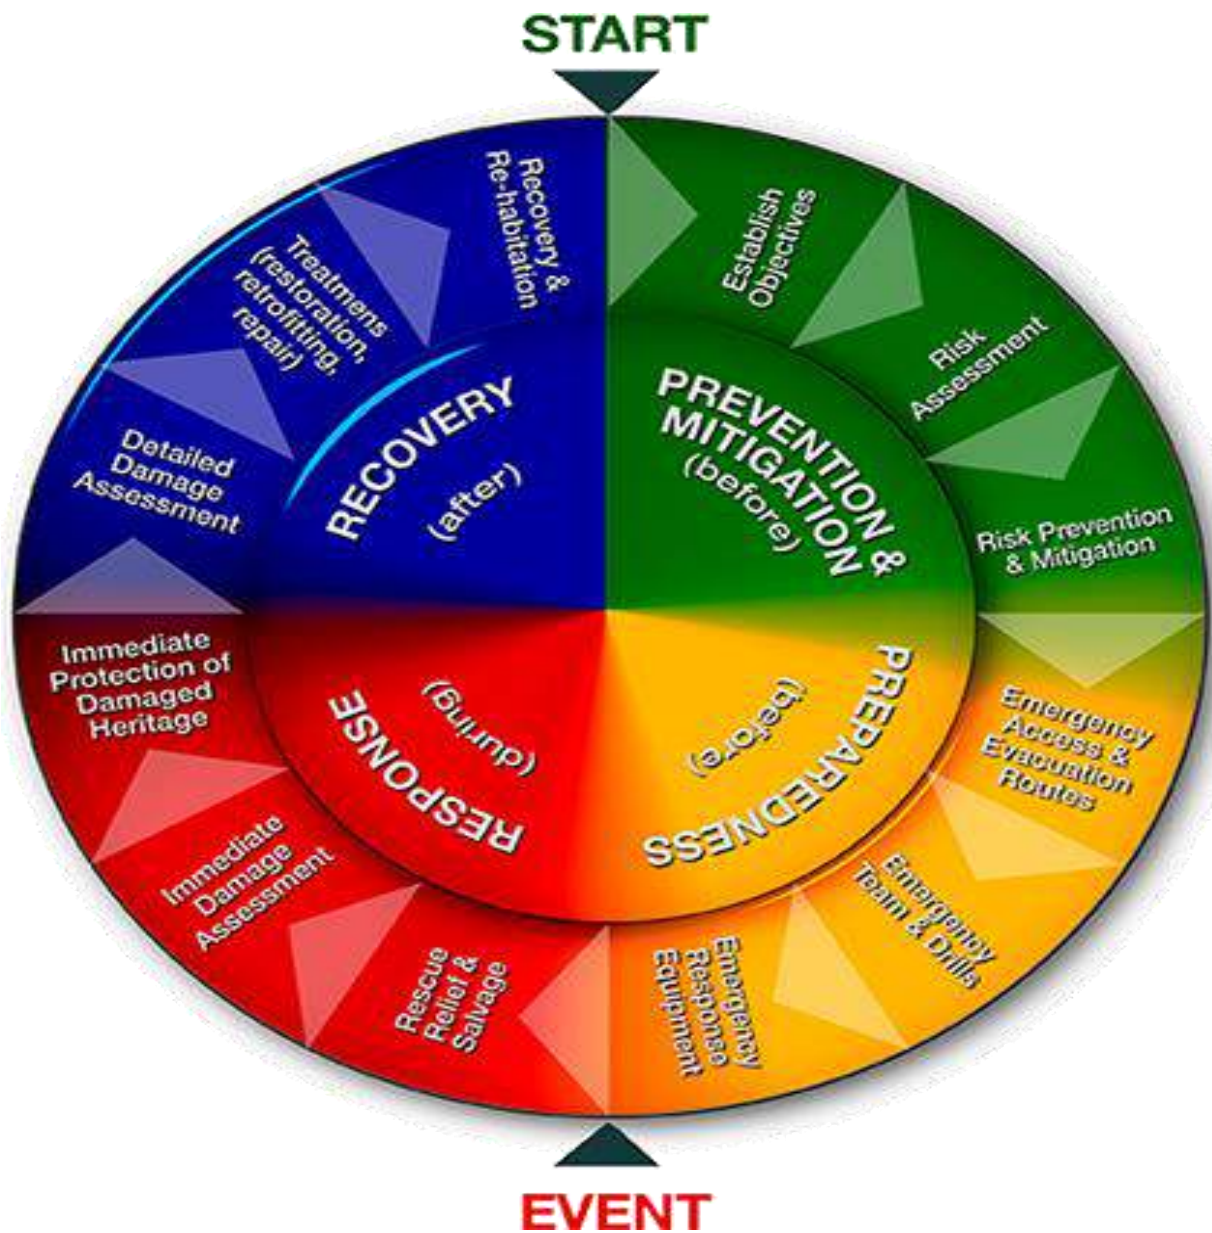 START
Establish
Objectives
Risk
Assessment
Risk Prevention
& Mitigation
PREVENTION &
MITIGATION
(before)
Emergency
Access &
Evacuation
Routes
Emergency
Team & Drills
Emergency
Response
Equipment
PREPAREDNESS
(before)
EVENT
Rescue
Relief &
Salvage
Immediate
Damage
Assessment
Immediate
Protection of
Damaged
Heritage
RESPONSE
(during)
Detailed
Damage
Assessment
Treatmens
(restoration,
retrofitting,
repair)
Recovery &
Re-habitation
RECOVERY
(after)